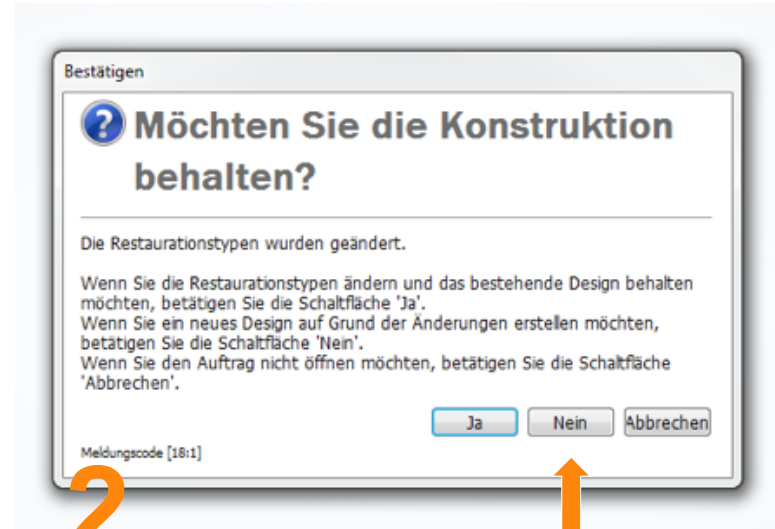 Bestätigen
Möchten Sie die Konstruktion
behalten?
Die Restaurationstypen wurden geändert.
Wenn Sie die Restaurationstypen ändern und das bestehende Design behalten
möchten, betätigen Sie die Schaltfläche 'Ja'.
Wenn Sie ein neues Design auf Grund der Änderungen erstellen möchten,
betätigen Sie die Schaltfläche 'Nein'.
Wenn Sie den Auftrag nicht öffnen möchten, betätigen Sie die Schaltfläche
'Abbrechen'.
Ja Nein Abbrechen
Meldungscode [18:1]
2